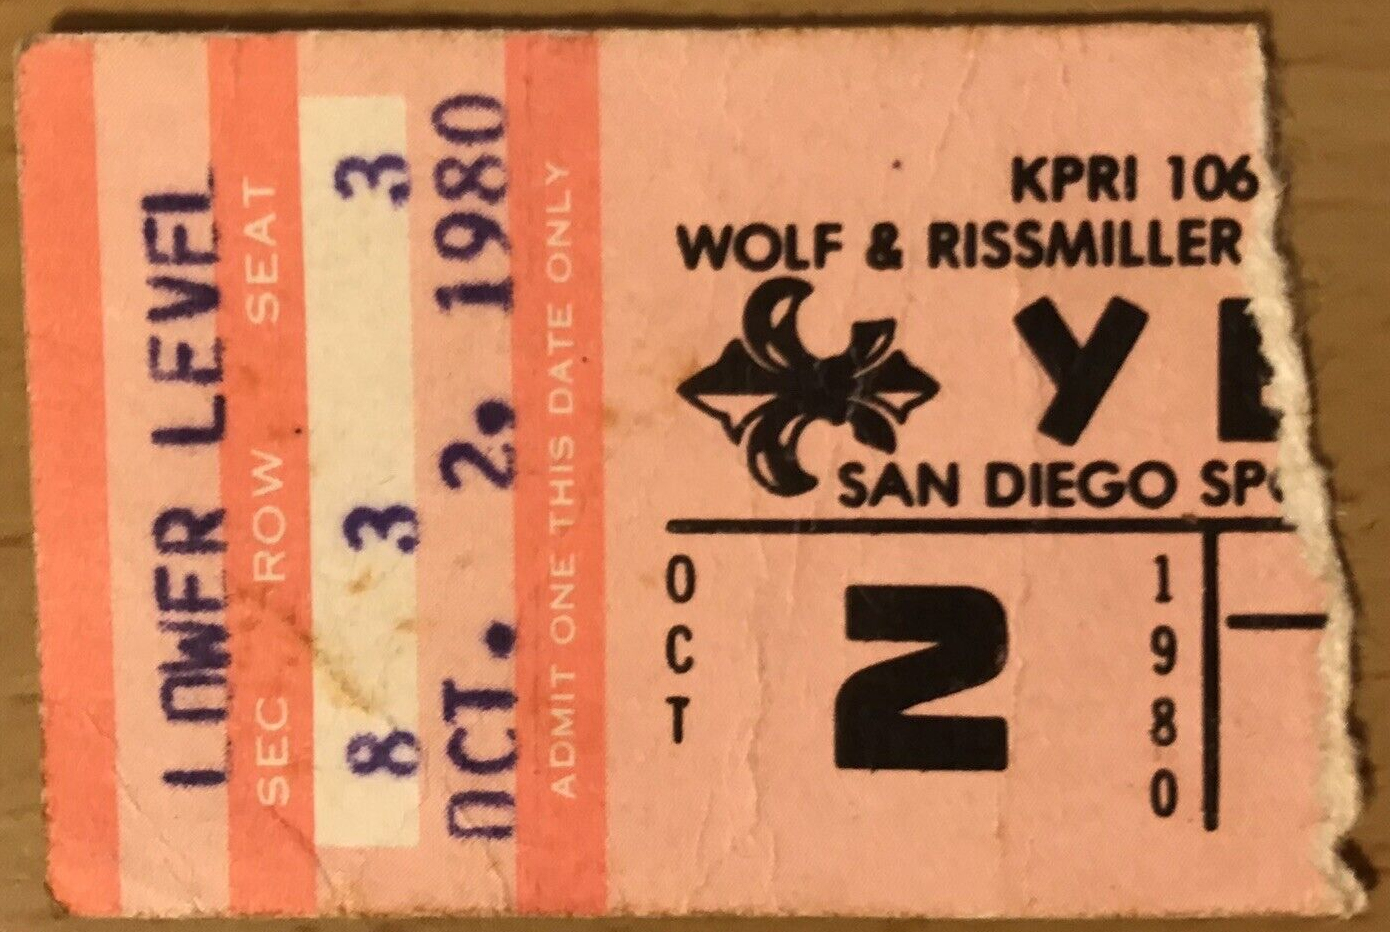 LOWER LEVEL
SEC ROW SEAT
8 3 3
OCT. 2. 1980
ADMIT ONE THIS DATE ONLY
KPRI 106
WOLF & RISSMILLER
Y
SAN DIEGO
OCT
2
1980